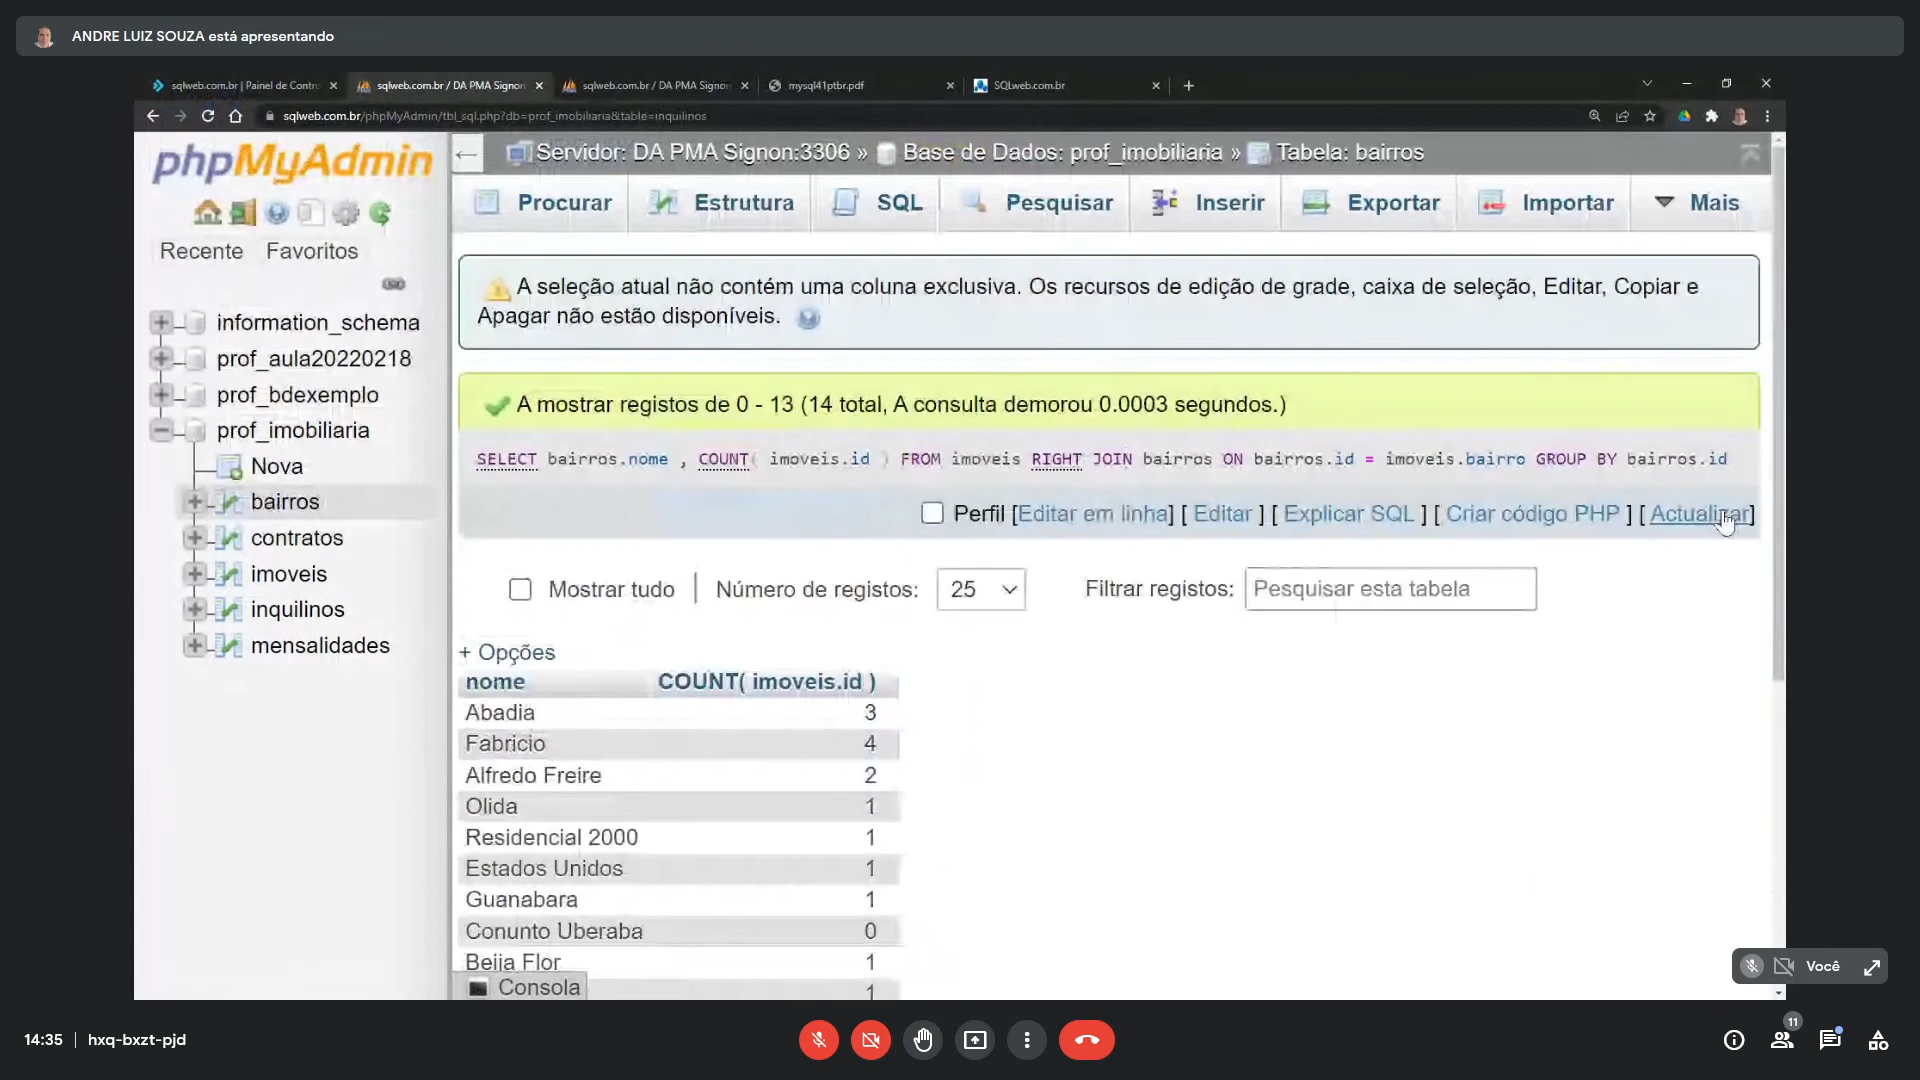 ANDRE LUIZ SOUZA está apresentando
sqlweb.com.br | Painel de Contro
sqlweb.com.br / DA PMA Signon
sqlweb.com.br / DA PMA Signon
mysql41ptbr.pdf
SQLweb.com.br
sqlweb.com.br/phpMyAdmin/tbl_sql.php?db=prof_imobiliaria&table=inquilinos
phpMyAdmin
Recente Favoritos
information_schema
prof_aula20220218
prof_bdexemplo
prof_imobiliaria
Nova
bairros
contratos
imoveis
inquilinos
mensalidades
Servidor: DA PMA Signon:3306 » Base de Dados: prof_imobiliaria » Tabela: bairros
Procurar Estrutura SQL Pesquisar Inserir Exportar Importar Mais
A seleção atual não contém uma coluna exclusiva. Os recursos de edição de grade, caixa de seleção, Editar, Copiar e
Apagar não estão disponíveis.
A mostrar registos de 0 - 13 (14 total, A consulta demorou 0.0003 segundos.)
SELECT bairros.nome , COUNT( imoveis.id ) FROM imoveis RIGHT JOIN bairros ON bairros.id = imoveis.bairro GROUP BY bairros.id
Perfil [Editar em linha] [ Editar ] [ Explicar SQL ] [ Criar código PHP ] [ Actualizar]
Mostrar tudo | Número de registos: 25 Filtrar registos: Pesquisar esta tabela
+ Opções
nome COUNT( imoveis.id )
Abadia 3
Fabricio 4
Alfredo Freire 2
Olida 1
Residencial 2000 1
Estados Unidos 1
Guanabara 1
Conunto Uberaba 0
Beija Flor 1
1
Consola
Você
14:35 | hxq-bxzt-pjd
11